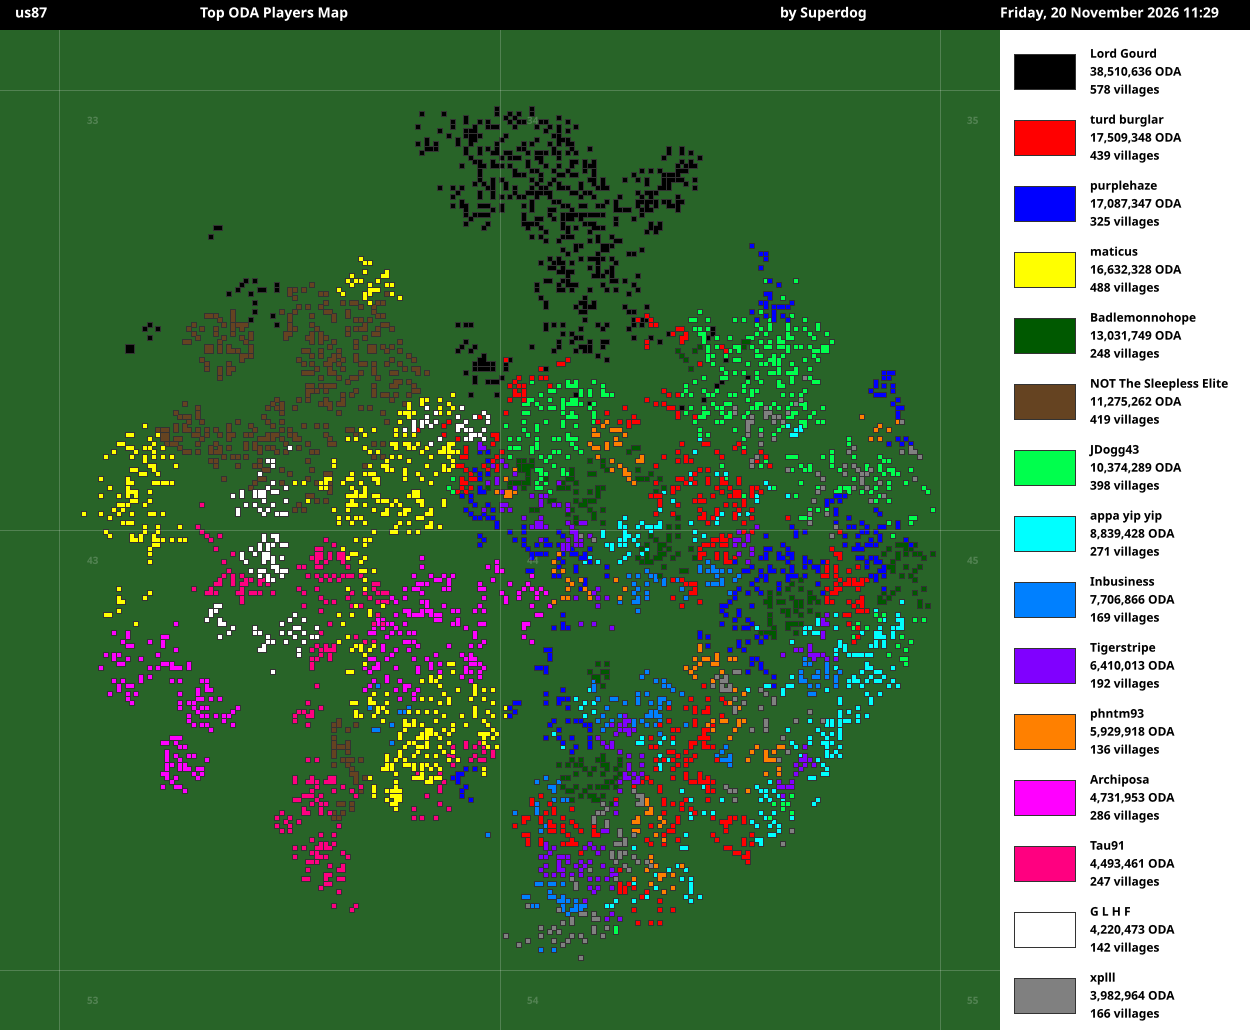 us87 Top ODA Players Map by Superdog Friday, 20 November 2026 11:29
33 34 35
43 44 45
53 54 55
Lord Gourd
38,510,636 ODA
578 villages
turd burglar
17,509,348 ODA
439 villages
purplehaze
17,087,347 ODA
325 villages
maticus
16,632,328 ODA
488 villages
Badlemonnohope
13,031,749 ODA
248 villages
NOT The Sleepless Elite
11,275,262 ODA
419 villages
JDogg43
10,374,289 ODA
398 villages
appa yip yip
8,839,428 ODA
271 villages
Inbusiness
7,706,866 ODA
169 villages
Tigerstripe
6,410,013 ODA
192 villages
phntm93
5,929,918 ODA
136 villages
Archiposa
4,731,953 ODA
286 villages
Tau91
4,493,461 ODA
247 villages
G L H F
4,220,473 ODA
142 villages
xplll
3,982,964 ODA
166 villages